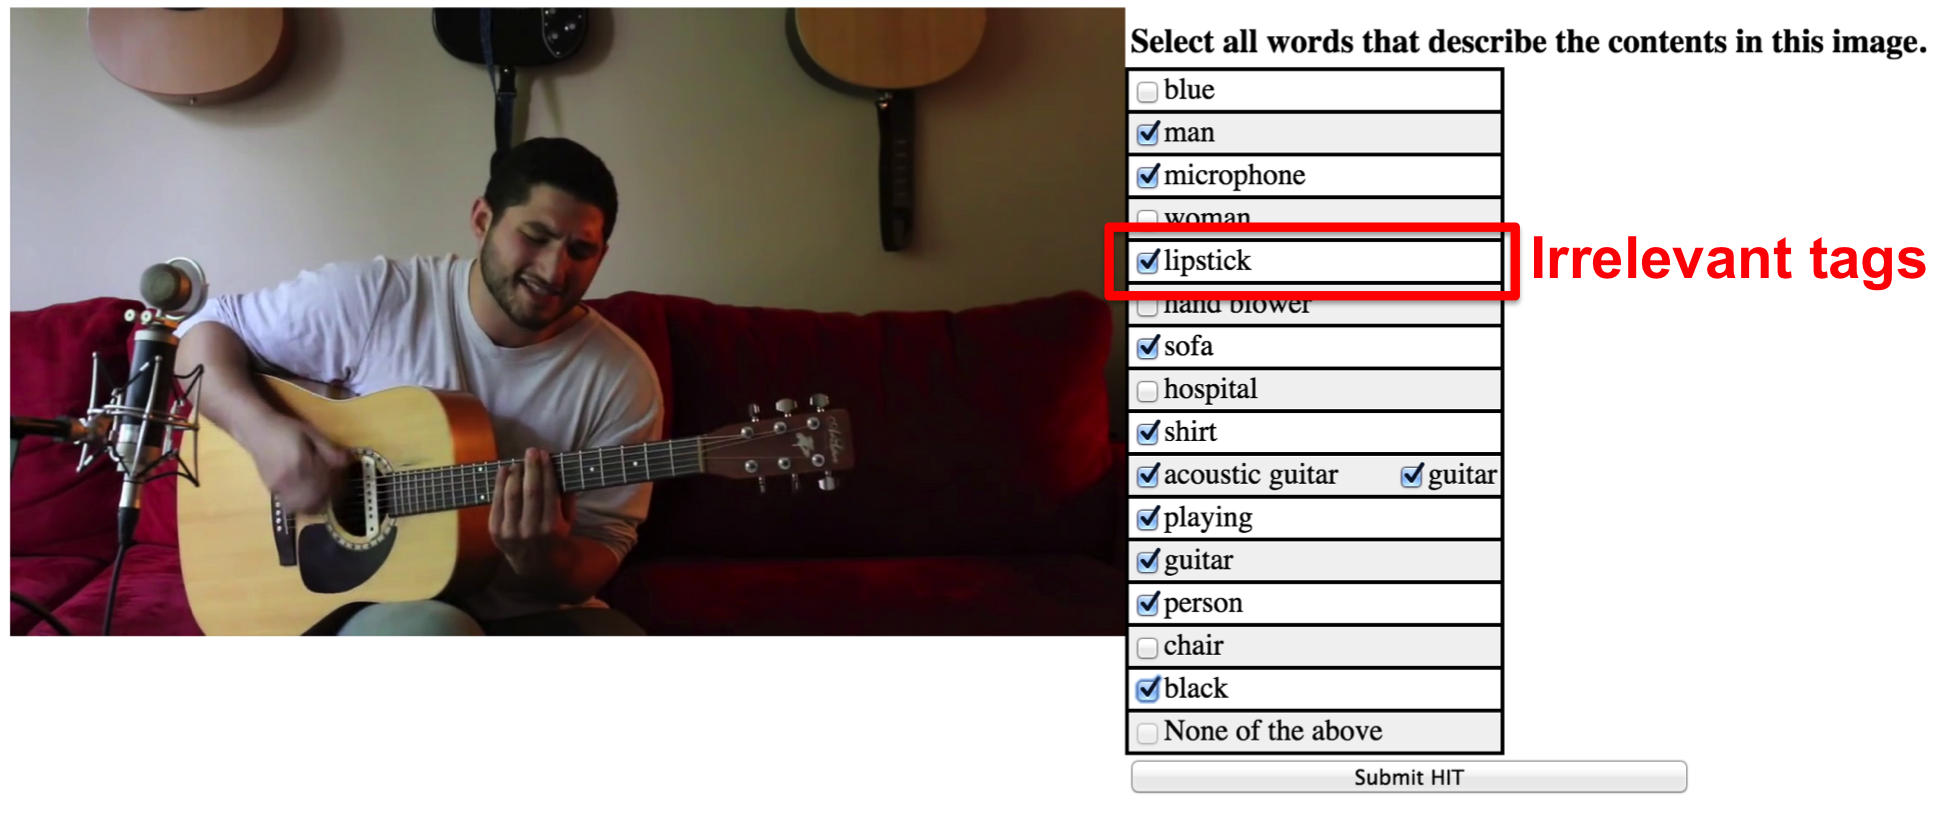 Select all words that describe the contents in this image.
blue
man
microphone
woman
lipstick
Irrelevant tags
hand blower
sofa
hospital
shirt
acoustic guitar guitar
playing
guitar
person
chair
black
None of the above
Submit HIT